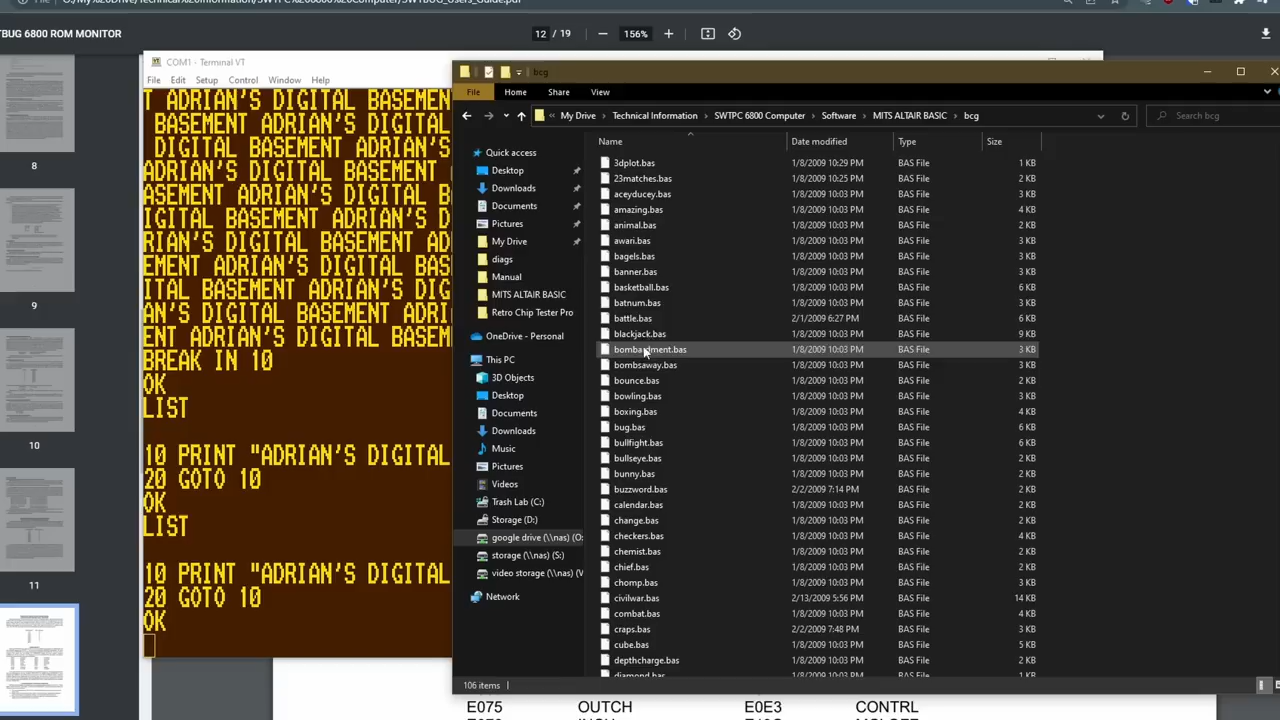 File O:/My%20Drive/Technical%20Information/SWTPC%206800%20Computer/SWTBUG_Users_Guide.pdf
TBUG 6800 ROM MONITOR
12 / 19
156%
8
9
10
11
COM1 - Terminal VT
File Edit Setup Control Window Help
T ADRIAN'S DIGITAL BASEMEN
BASEMENT ADRIAN'S DIGITAL B
DIGITAL BASEMENT ADRIAN'S
ADRIAN'S DIGITAL BASEMENT
ASEMENT ADRIAN'S DIGITAL BA
IGITAL BASEMENT ADRIAN'S D
RIAN'S DIGITAL BASEMENT AD
EMENT ADRIAN'S DIGITAL BAS
ITAL BASEMENT ADRIAN'S DIG
AN'S DIGITAL BASEMENT ADRI
ENT ADRIAN'S DIGITAL BASEM
BREAK IN 10
OK
LIST
10 PRINT "ADRIAN'S DIGITAL
20 GOTO 10
OK
LIST
10 PRINT "ADRIAN'S DIGITAL
20 GOTO 10
OK
bcg
File Home Share View
« My Drive › Technical Information › SWTPC 6800 Computer › Software › MITS ALTAIR BASIC › bcg
Search bcg
Quick access
Desktop
Downloads
Documents
Pictures
My Drive
diags
Manual
MITS ALTAIR BASIC
Retro Chip Tester Pro
OneDrive - Personal
This PC
3D Objects
Desktop
Documents
Downloads
Music
Pictures
Videos
Trash Lab (C:)
Storage (D:)
google drive (\\nas) (O:
storage (\\nas) (S:)
video storage (\\nas) (V
Network
Name Date modified Type Size
3dplot.bas 1/8/2009 10:29 PM BAS File 1 KB
23matches.bas 1/8/2009 10:25 PM BAS File 2 KB
aceyducey.bas 1/8/2009 10:03 PM BAS File 3 KB
amazing.bas 1/8/2009 10:03 PM BAS File 4 KB
animal.bas 1/8/2009 10:03 PM BAS File 3 KB
awari.bas 1/8/2009 10:03 PM BAS File 3 KB
bagels.bas 1/8/2009 10:03 PM BAS File 3 KB
banner.bas 1/8/2009 10:03 PM BAS File 3 KB
basketball.bas 1/8/2009 10:03 PM BAS File 6 KB
batnum.bas 1/8/2009 10:03 PM BAS File 3 KB
battle.bas 2/1/2009 6:27 PM BAS File 6 KB
blackjack.bas 1/8/2009 10:03 PM BAS File 9 KB
bombardment.bas 1/8/2009 10:03 PM BAS File 3 KB
bombsaway.bas 1/8/2009 10:03 PM BAS File 3 KB
bounce.bas 1/8/2009 10:03 PM BAS File 2 KB
bowling.bas 1/8/2009 10:03 PM BAS File 3 KB
boxing.bas 1/8/2009 10:03 PM BAS File 4 KB
bug.bas 1/8/2009 10:03 PM BAS File 6 KB
bullfight.bas 1/8/2009 10:03 PM BAS File 6 KB
bullseye.bas 1/8/2009 10:03 PM BAS File 2 KB
bunny.bas 1/8/2009 10:03 PM BAS File 2 KB
buzzword.bas 2/2/2009 7:14 PM BAS File 2 KB
calendar.bas 1/8/2009 10:03 PM BAS File 2 KB
change.bas 1/8/2009 10:03 PM BAS File 2 KB
checkers.bas 1/8/2009 10:03 PM BAS File 4 KB
chemist.bas 1/8/2009 10:03 PM BAS File 2 KB
chief.bas 1/8/2009 10:03 PM BAS File 2 KB
chomp.bas 1/8/2009 10:03 PM BAS File 3 KB
civilwar.bas 2/13/2009 5:56 PM BAS File 14 KB
combat.bas 1/8/2009 10:03 PM BAS File 4 KB
craps.bas 2/2/2009 7:48 PM BAS File 3 KB
cube.bas 1/8/2009 10:03 PM BAS File 5 KB
depthcharge.bas 1/8/2009 10:03 PM BAS File 2 KB
diamond.bas 1/8/2009 10:03 PM BAS File 1 KB
106 items
E075 OUTCH E0E3 CONTRL